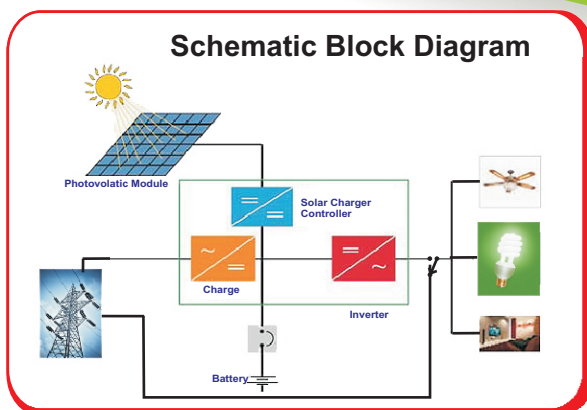 Schematic Block Diagram
Photovolatic Module
Solar Charger
Controller
Charge
Inverter
Battery